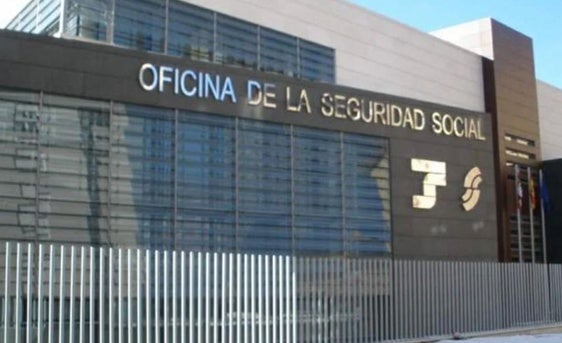 OFICINA DE LA SEGURIDAD SOCIAL